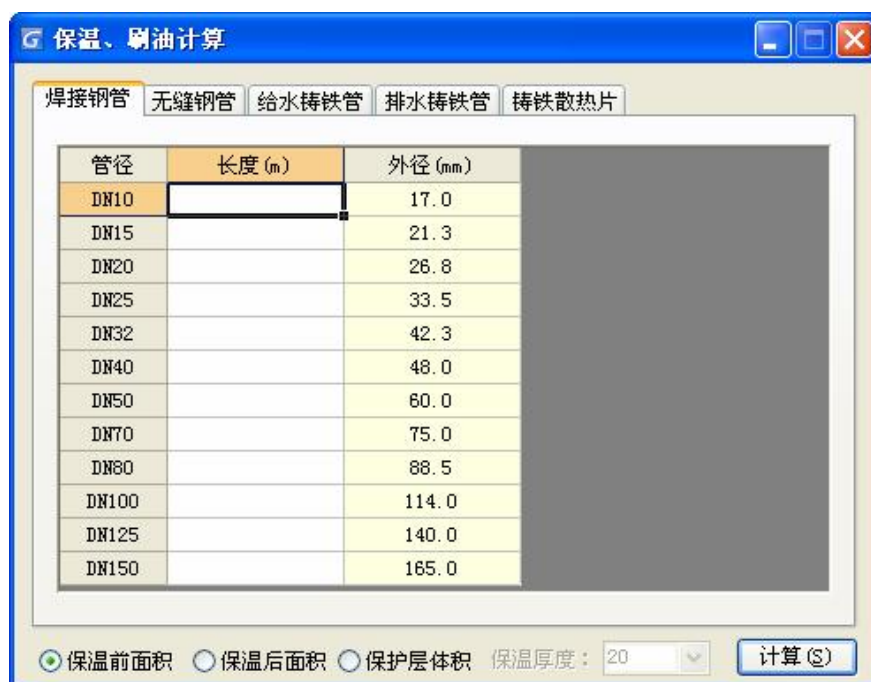 G 保温、刷油计算
焊接钢管 无缝钢管 给水铸铁管 排水铸铁管 铸铁散热片
管径 长度(m) 外径(mm)
DN10 17.0
DN15 21.3
DN20 26.8
DN25 33.5
DN32 42.3
DN40 48.0
DN50 60.0
DN70 75.0
DN80 88.5
DN100 114.0
DN125 140.0
DN150 165.0
保温前面积 保温后面积 保护层体积 保温厚度: 20 计算(S)